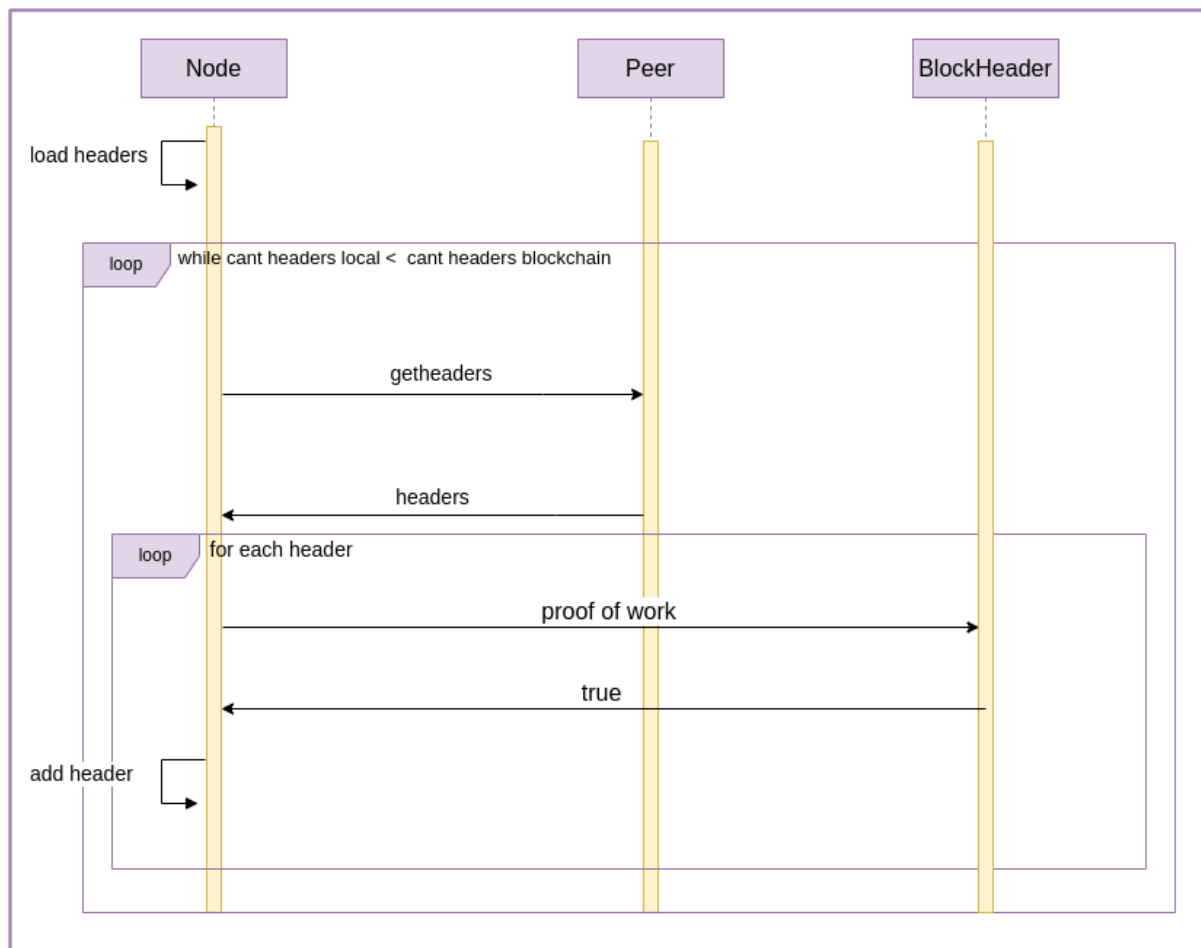 Node
Peer
BlockHeader
load headers
loop
while cant headers local <  cant headers blockchain
getheaders
headers
loop
for each header
proof of work
true
add header